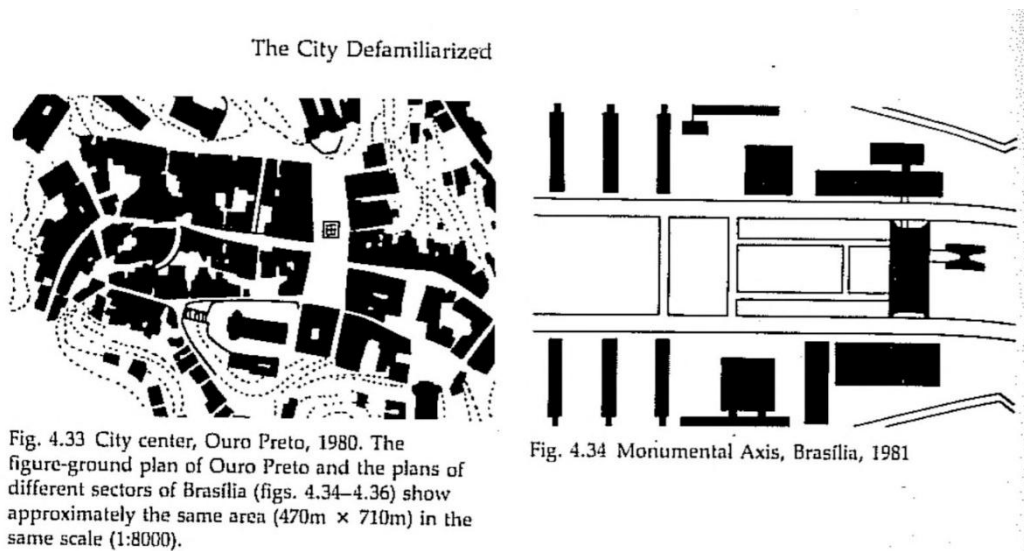 The City Defamiliarized
Fig. 4.33 City center, Ouro Preto, 1980. The
figure-ground plan of Ouro Preto and the plans of
different sectors of Brasília (figs. 4.34–4.36) show
approximately the same area (470m × 710m) in the
same scale (1:8000).
Fig. 4.34 Monumental Axis, Brasília, 1981